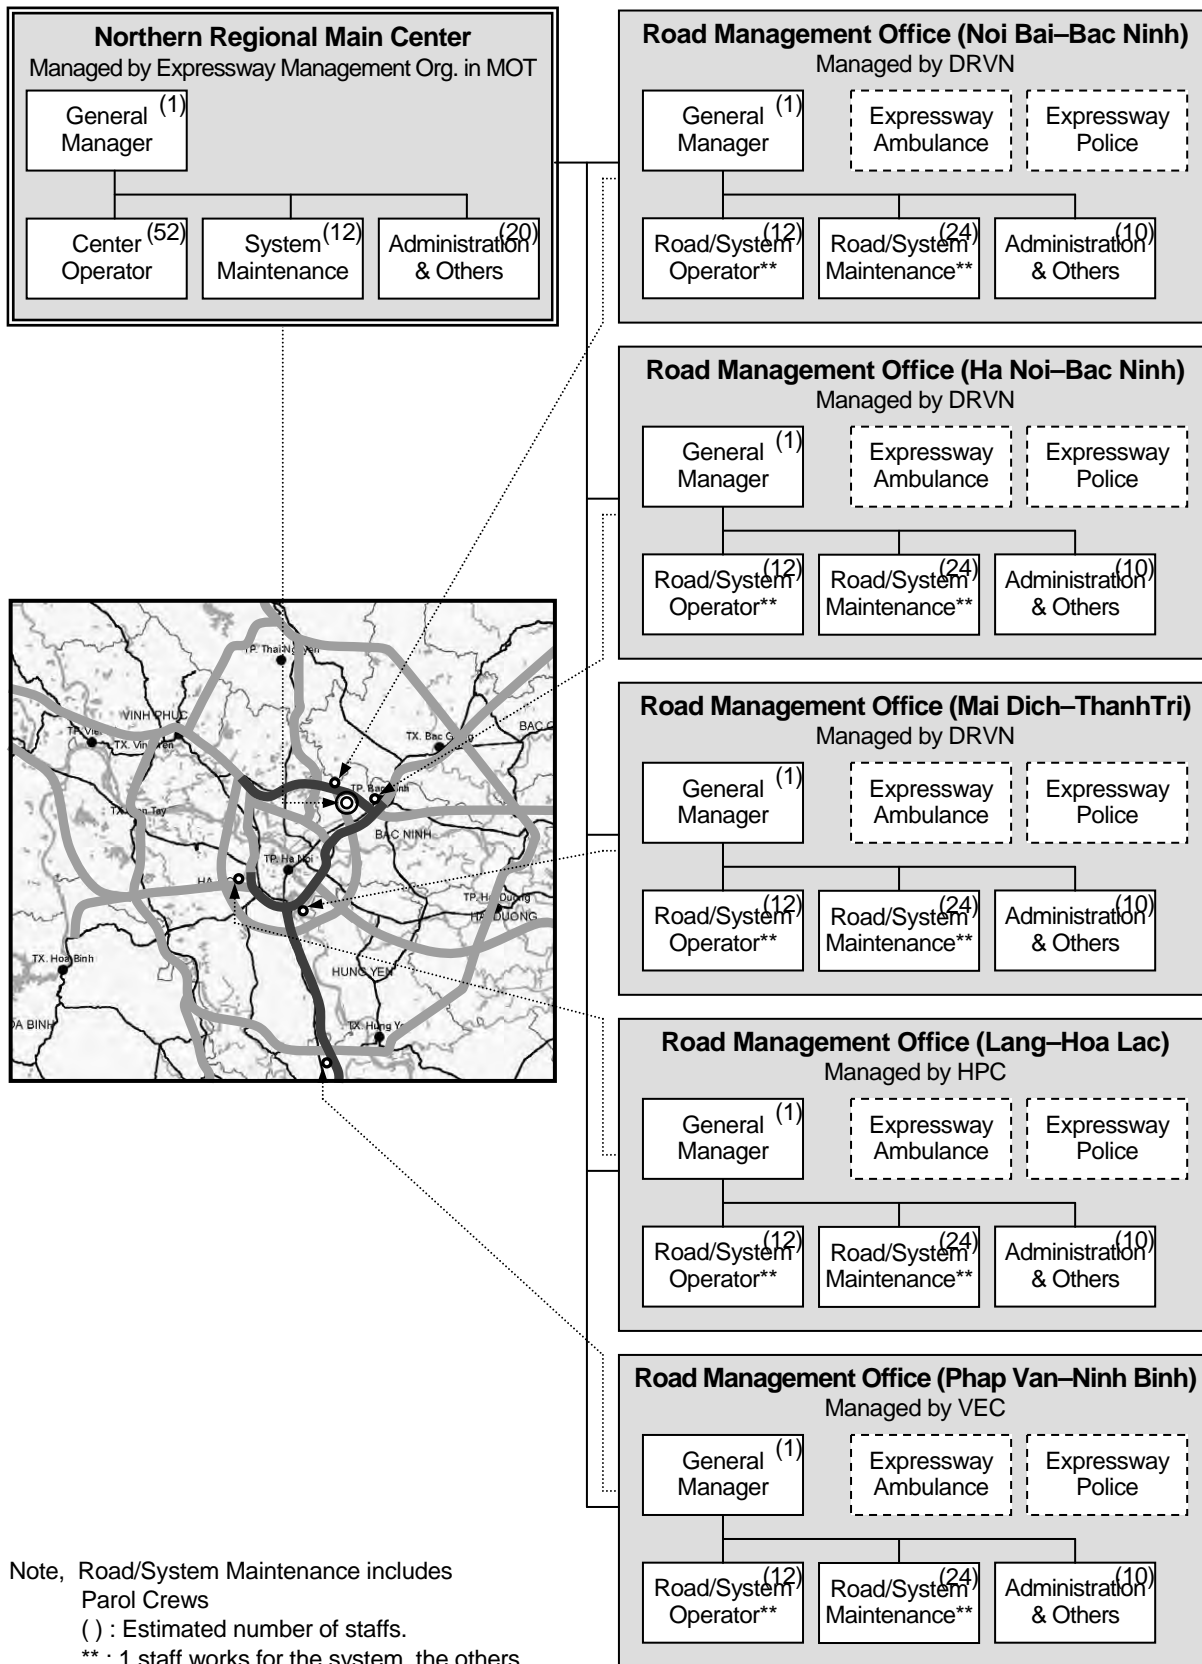 Northern Regional Main Center
Managed by Expressway Management Org. in MOT
General (1)
Manager
Center (52)
Operator
System (12)
Maintenance
Administration (20)
& Others
Road Management Office (Noi Bai–Bac Ninh)
Managed by DRVN
General (1)
Manager
Expressway
Ambulance
Expressway
Police
Road/System (12)
Operator**
Road/System (24)
Maintenance**
Administration (10)
& Others
Road Management Office (Ha Noi–Bac Ninh)
Managed by DRVN
General (1)
Manager
Expressway
Ambulance
Expressway
Police
Road/System (12)
Operator**
Road/System (24)
Maintenance**
Administration (10)
& Others
Road Management Office (Mai Dich–ThanhTri)
Managed by DRVN
General (1)
Manager
Expressway
Ambulance
Expressway
Police
Road/System (12)
Operator**
Road/System (24)
Maintenance**
Administration (10)
& Others
Road Management Office (Lang–Hoa Lac)
Managed by HPC
General (1)
Manager
Expressway
Ambulance
Expressway
Police
Road/System (12)
Operator**
Road/System (24)
Maintenance**
Administration (10)
& Others
Road Management Office (Phap Van–Ninh Binh)
Managed by VEC
General (1)
Manager
Expressway
Ambulance
Expressway
Police
Road/System (12)
Operator**
Road/System (24)
Maintenance**
Administration (10)
& Others
TP. Thai Nguyen
VINH PHUC
TX. Vinh Yen
TX. Bac Giang
TP. Bac Ninh
BAC NINH
TP. Ha Noi
HUNG YEN
TX. Hoa Binh
TX. Hung
Note, Road/System Maintenance includes
Parol Crews
( ) : Estimated number of staffs.
** : 1 staff works for the system, the others